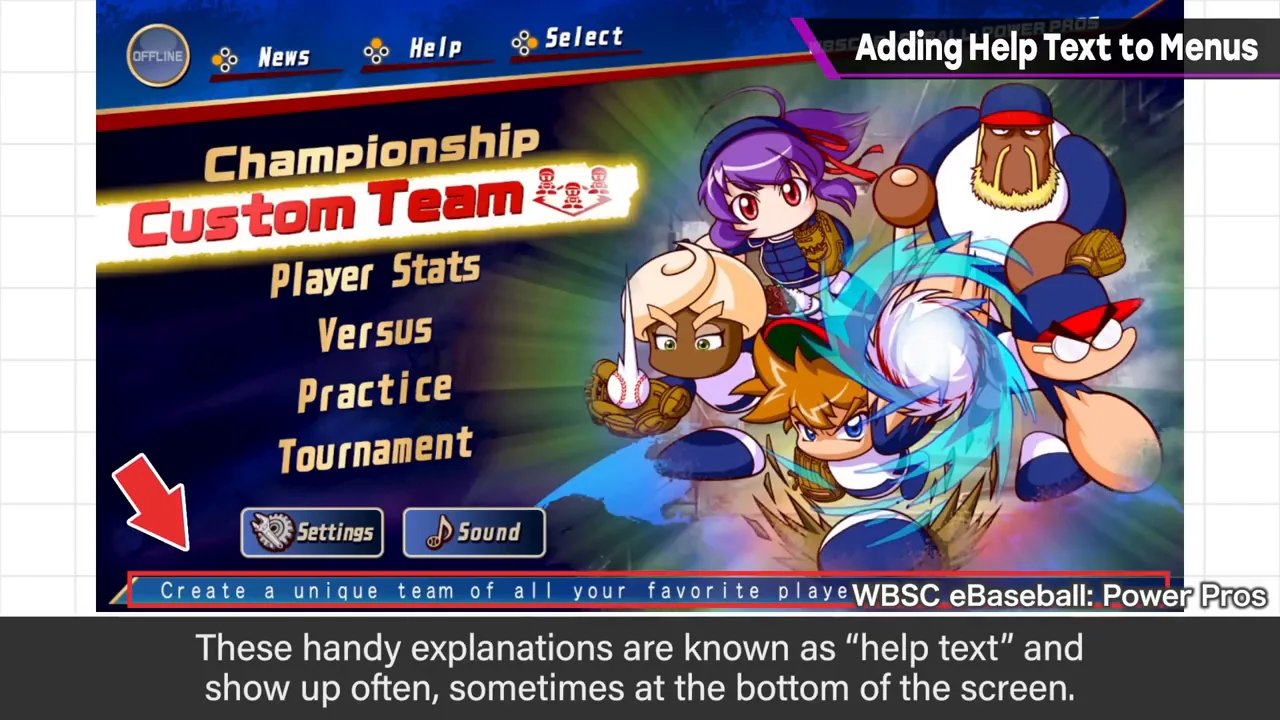 OFFLINE
News
Help
Select
Adding Help Text to Menus
Championship
Custom Team
Player Stats
Versus
Practice
Tournament
Settings
Sound
Create a unique team of all your favorite playe
WBSC eBaseball: Power Pros
These handy explanations are known as “help text” and
show up often, sometimes at the bottom of the screen.